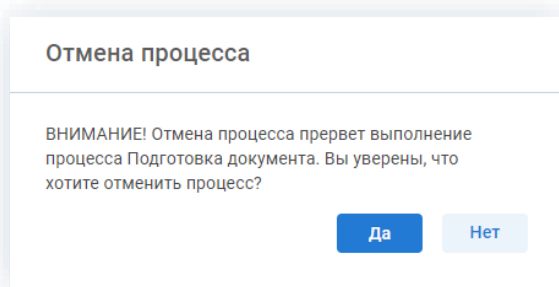 Отмена процесса
ВНИМАНИЕ! Отмена процесса прервет выполнение
процесса Подготовка документа. Вы уверены, что
хотите отменить процесс?
Да Нет